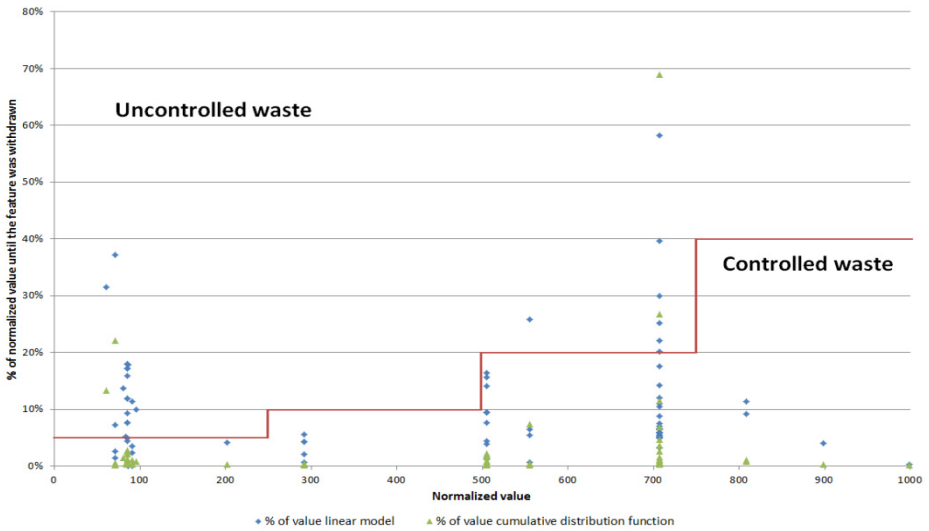 80%
70%
60%
50%
40%
30%
20%
10%
0%
% of normalized value until the feature was withdrawn
Uncontrolled waste
Controlled waste
0 100 200 300 400 500 600 700 800 900 1000
Normalized value
% of value linear model % of value cumulative distribution function